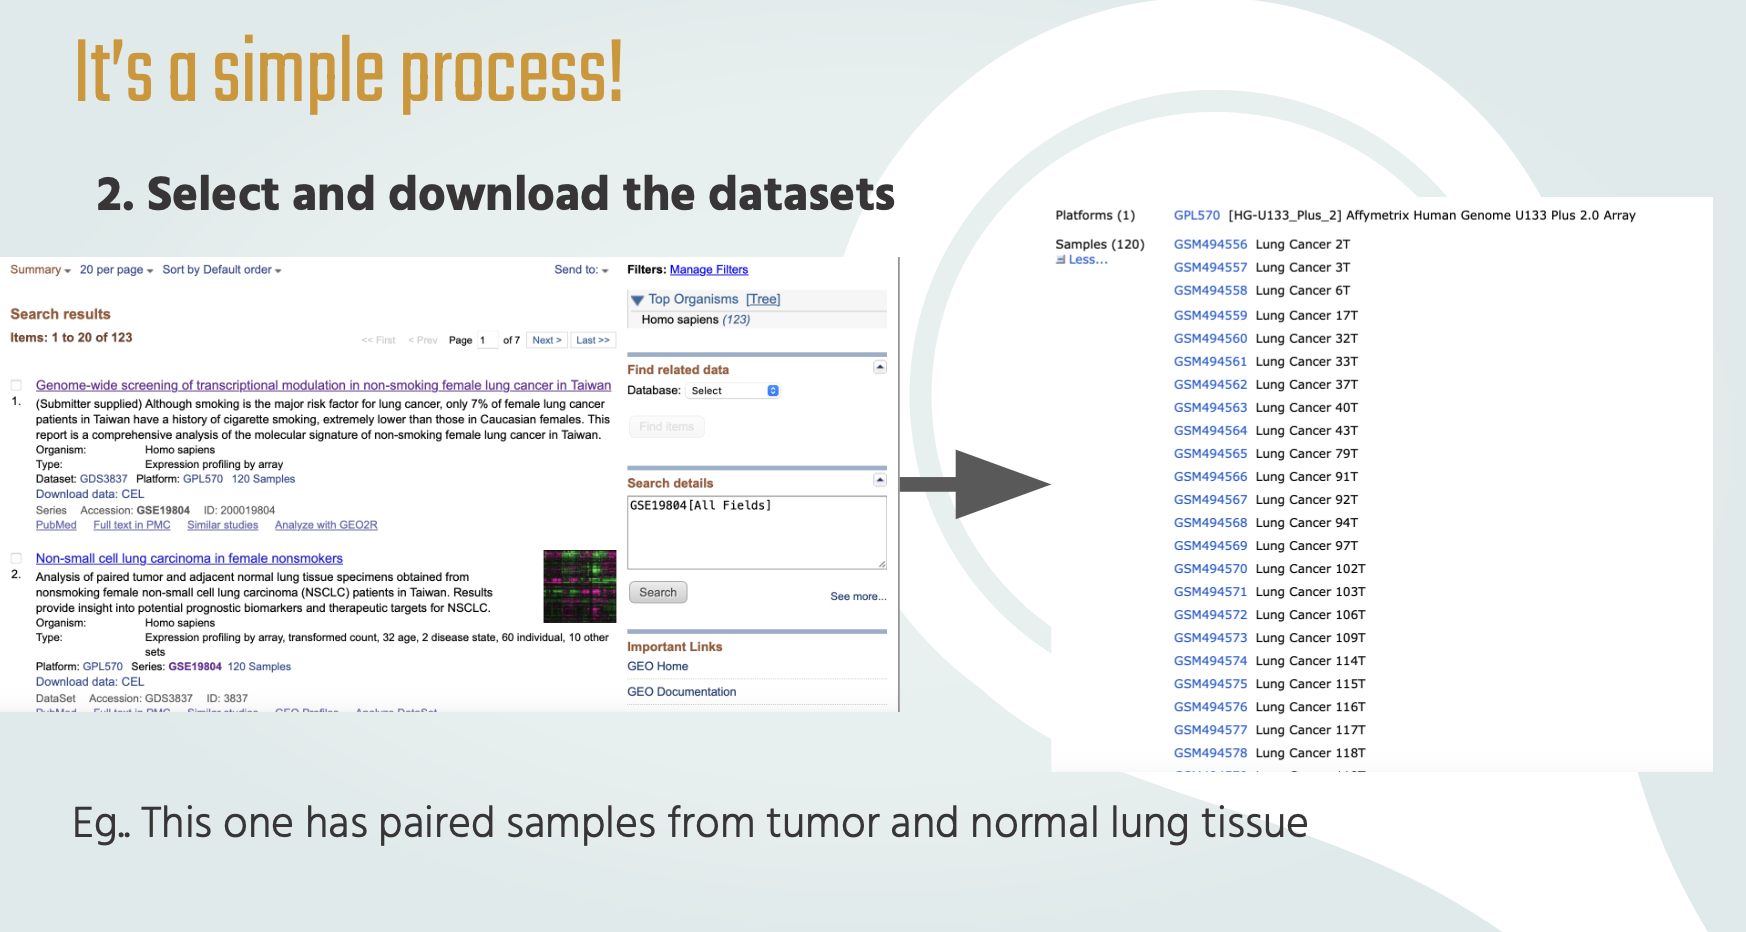 It's a simple process!
2. Select and download the datasets
Summary 20 per page Sort by Default order Send to:
Search results
Items: 1 to 20 of 123
<< First < Prev Page 1 of 7 Next > Last >>
Genome-wide screening of transcriptional modulation in non-smoking female lung cancer in Taiwan
1. (Submitter supplied) Although smoking is the major risk factor for lung cancer, only 7% of female lung cancer
patients in Taiwan have a history of cigarette smoking, extremely lower than those in Caucasian females. This
report is a comprehensive analysis of the molecular signature of non-smoking female lung cancer in Taiwan.
Organism: Homo sapiens
Type: Expression profiling by array
Dataset: GDS3837 Platform: GPL570 120 Samples
Download data: CEL
Series Accession: GSE19804 ID: 200019804
PubMed Full text in PMC Similar studies Analyze with GEO2R
Non-small cell lung carcinoma in female nonsmokers
2. Analysis of paired tumor and adjacent normal lung tissue specimens obtained from
nonsmoking female non-small cell lung carcinoma (NSCLC) patients in Taiwan. Results
provide insight into potential prognostic biomarkers and therapeutic targets for NSCLC.
Organism: Homo sapiens
Type: Expression profiling by array, transformed count, 32 age, 2 disease state, 60 individual, 10 other
sets
Platform: GPL570 Series: GSE19804 120 Samples
Download data: CEL
DataSet Accession: GDS3837 ID: 3837
PubMed Full text in PMC Similar studies GEO Profiles Analyze DataSet
Filters: Manage Filters
Top Organisms [Tree]
Homo sapiens (123)
Find related data
Database: Select
Find items
Search details
GSE19804[All Fields]
Search
See more...
Important Links
GEO Home
GEO Documentation
Platforms (1) GPL570 [HG-U133_Plus_2] Affymetrix Human Genome U133 Plus 2.0 Array
Samples (120) GSM494556 Lung Cancer 2T
Less...
GSM494557 Lung Cancer 3T
GSM494558 Lung Cancer 6T
GSM494559 Lung Cancer 17T
GSM494560 Lung Cancer 32T
GSM494561 Lung Cancer 33T
GSM494562 Lung Cancer 37T
GSM494563 Lung Cancer 40T
GSM494564 Lung Cancer 43T
GSM494565 Lung Cancer 79T
GSM494566 Lung Cancer 91T
GSM494567 Lung Cancer 92T
GSM494568 Lung Cancer 94T
GSM494569 Lung Cancer 97T
GSM494570 Lung Cancer 102T
GSM494571 Lung Cancer 103T
GSM494572 Lung Cancer 106T
GSM494573 Lung Cancer 109T
GSM494574 Lung Cancer 114T
GSM494575 Lung Cancer 115T
GSM494576 Lung Cancer 116T
GSM494577 Lung Cancer 117T
GSM494578 Lung Cancer 118T
Eg.. This one has paired samples from tumor and normal lung tissue